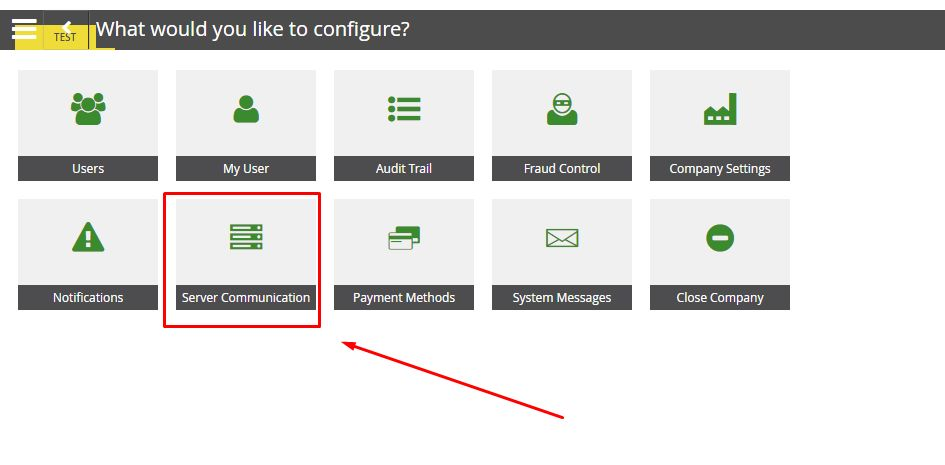 TEST
What would you like to configure?
Users
My User
Audit Trail
Fraud Control
Company Settings
Notifications
Server Communication
Payment Methods
System Messages
Close Company